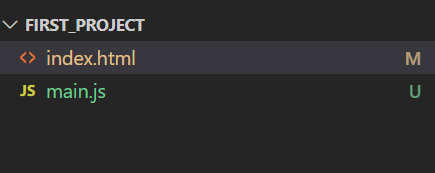 FIRST_PROJECT
<> index.html M
JS main.js U